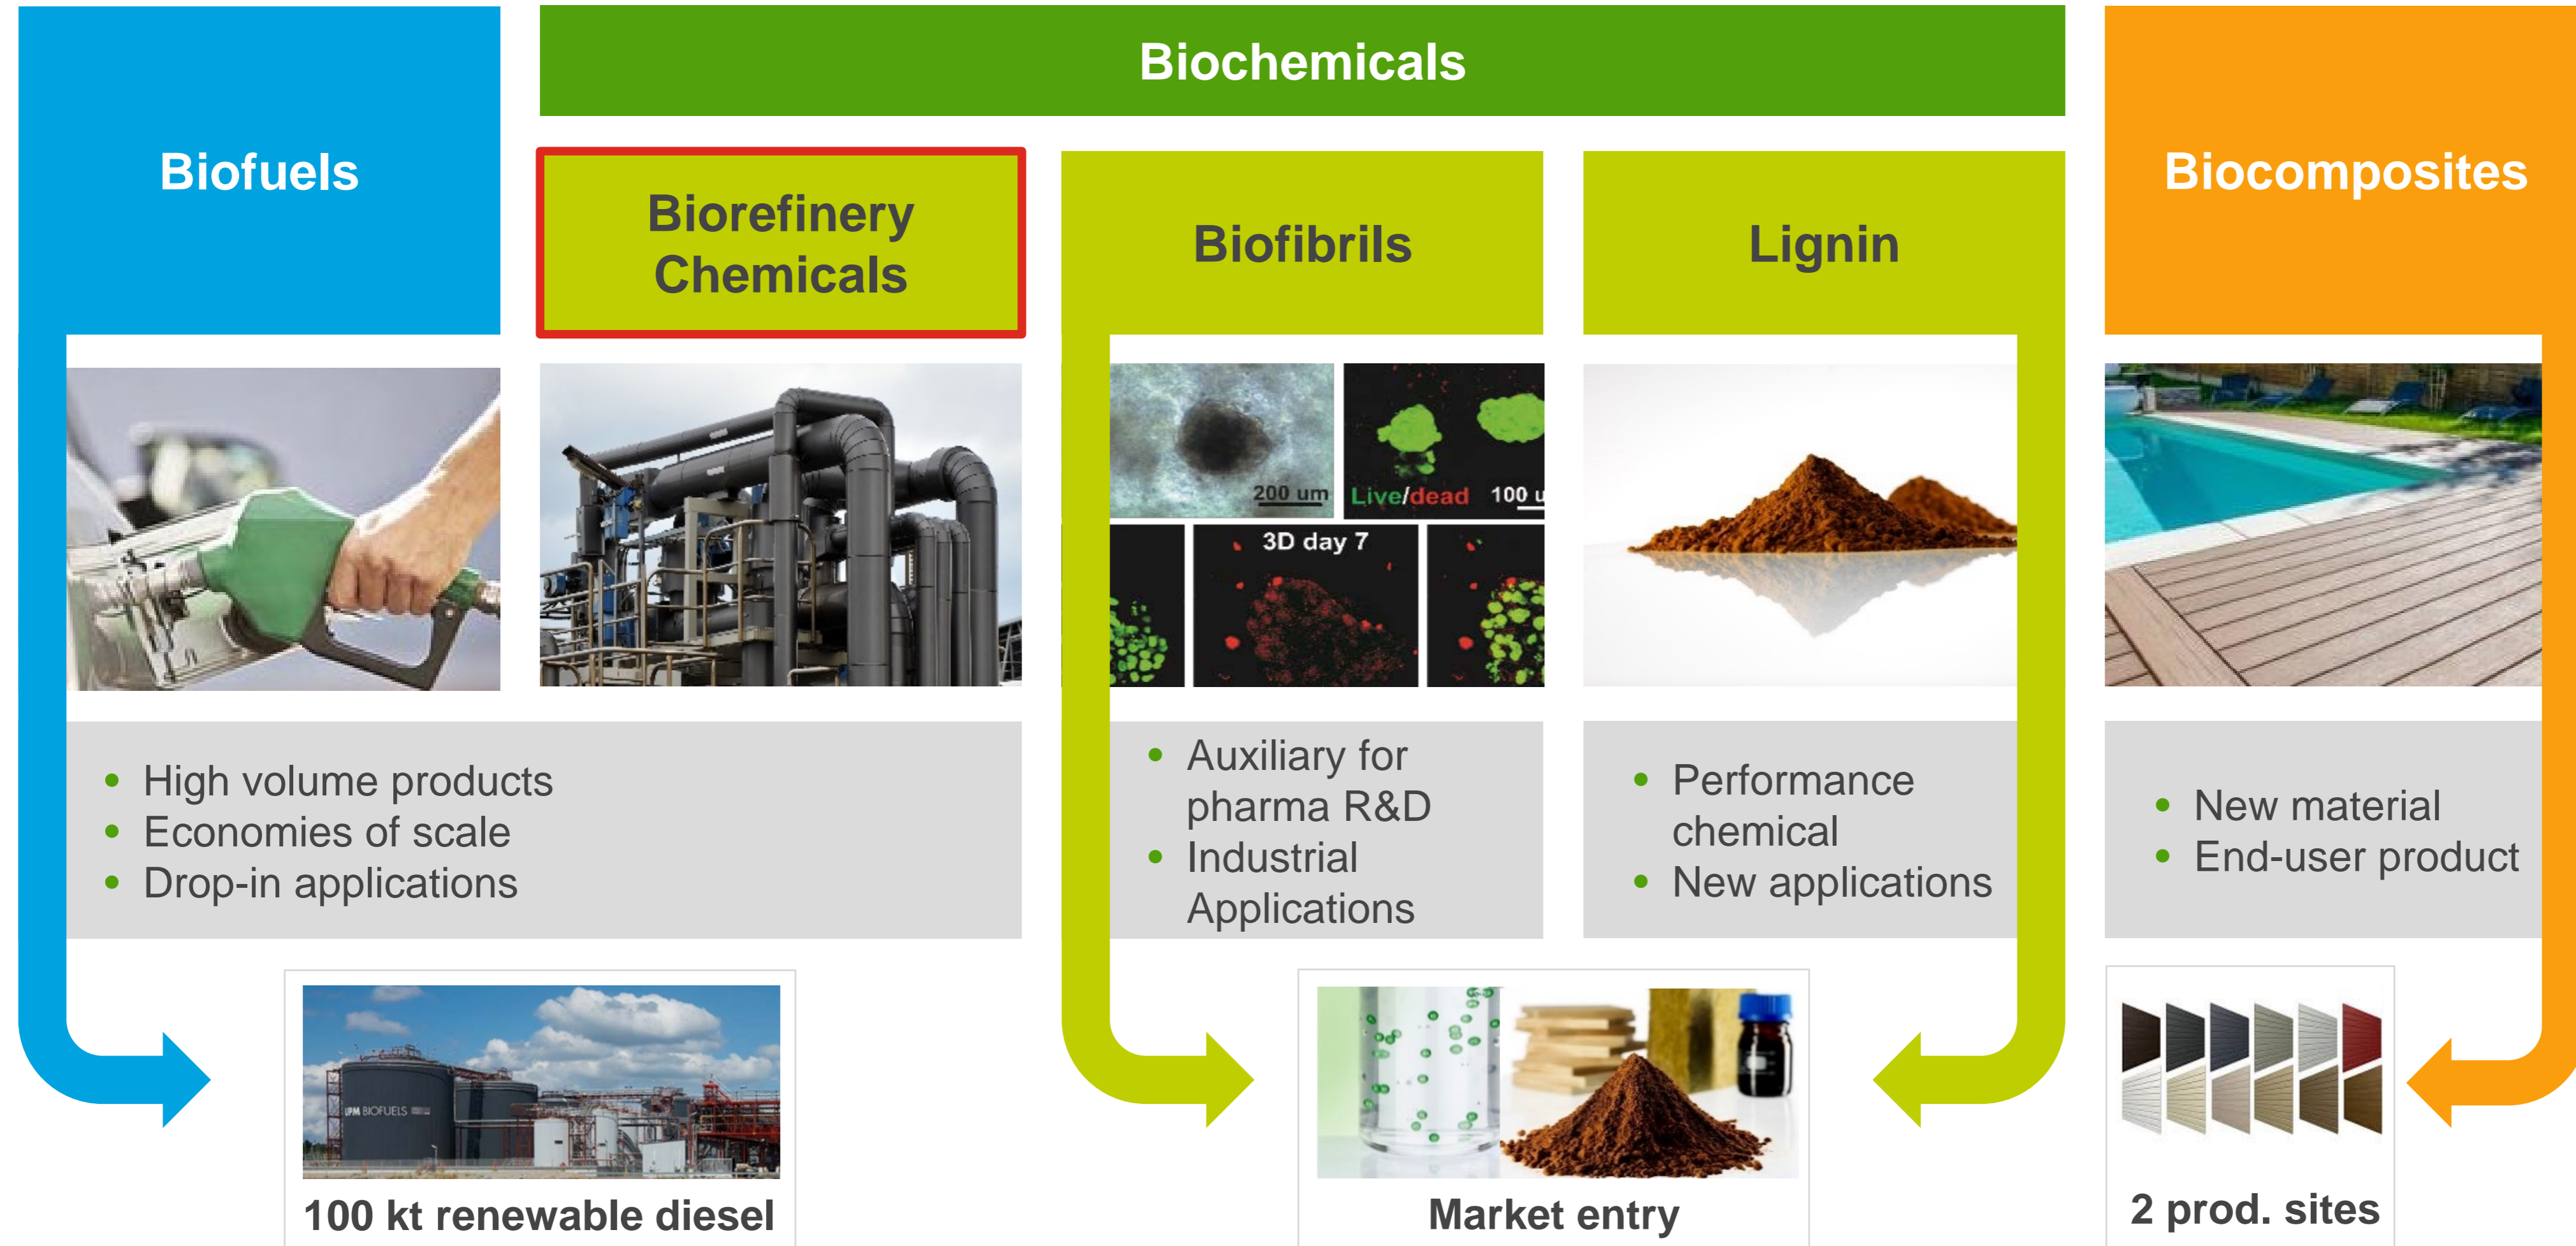 Biochemicals
Biofuels
Biorefinery
Chemicals
Biofibrils
Lignin
Biocomposites
200 um
Live/dead 100 u
3D day 7
• High volume products
• Economies of scale
• Drop-in applications
• Auxiliary for
pharma R&D
• Industrial
Applications
• Performance
chemical
• New applications
• New material
• End-user product
UPM BIOFUELS
100 kt renewable diesel
Market entry
2 prod. sites